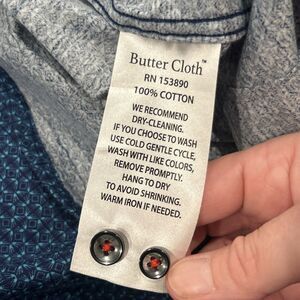 Butter Cloth™
RN 153890
100% COTTON
WE RECOMMEND
DRY-CLEANING.
IF YOU CHOOSE TO WASH
USE COLD GENTLE CYCLE,
WASH WITH LIKE COLORS,
REMOVE PROMPTLY.
HANG TO DRY
TO AVOID SHRINKING.
WARM IRON IF NEEDED.